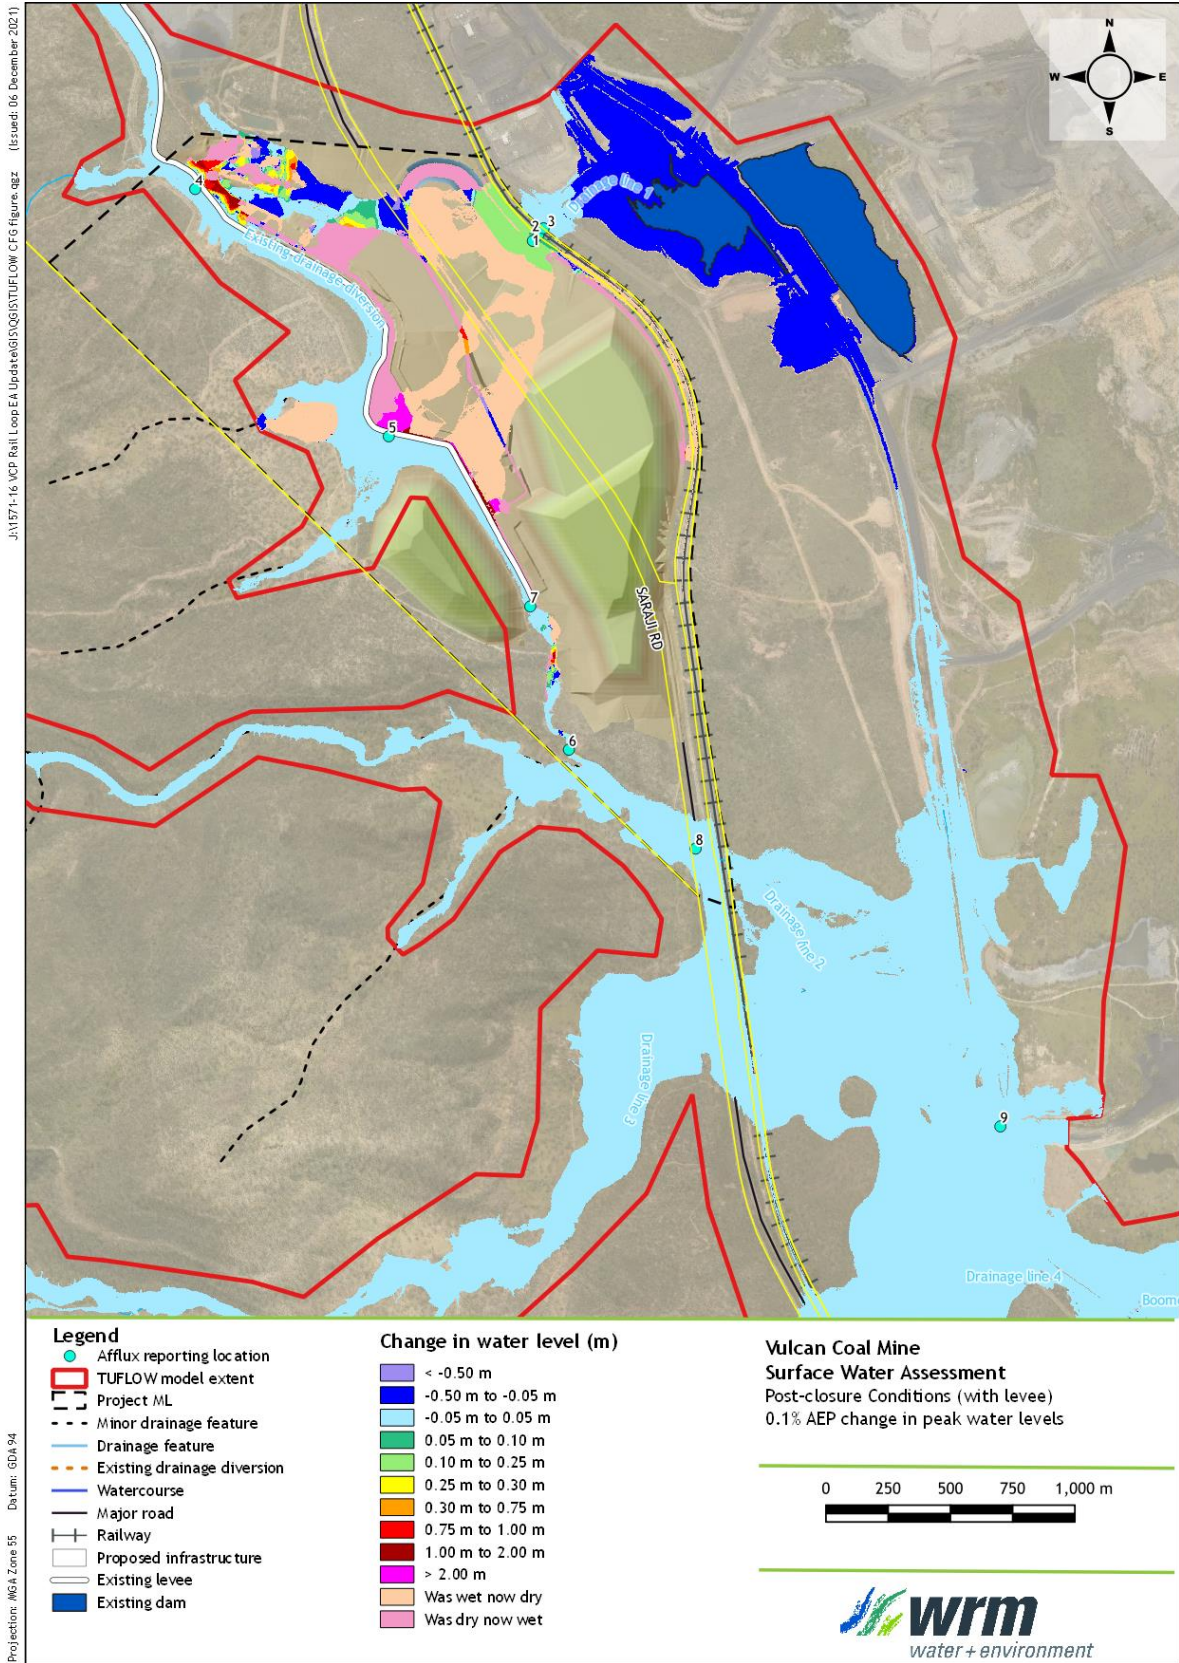 J:\1571-16 VCP Rail Loop EA Update\GIS\QGIS\TUFLOW CFG figure.qgz (Issued: 06 December 2021)
N
W
E
S
4
Drainage line 1
3
2
1
Existing drainage diversion
5
7
SARAJI RD
6
8
Drainage line 2
Drainage line 3
9
Drainage line 4
Boome
Legend
Afflux reporting location
TUFLOW model extent
Project ML
Minor drainage feature
Drainage feature
Existing drainage diversion
Watercourse
Major road
Railway
Proposed infrastructure
Existing levee
Existing dam
Change in water level (m)
< -0.50 m
-0.50 m to -0.05 m
-0.05 m to 0.05 m
0.05 m to 0.10 m
0.10 m to 0.25 m
0.25 m to 0.30 m
0.30 m to 0.75 m
0.75 m to 1.00 m
1.00 m to 2.00 m
> 2.00 m
Was wet now dry
Was dry now wet
Vulcan Coal Mine
Surface Water Assessment
Post-closure Conditions (with levee)
0.1% AEP change in peak water levels
0 250 500 750 1,000 m
wrm
water + environment
Projection: MGA Zone 55 Datum: GDA 94